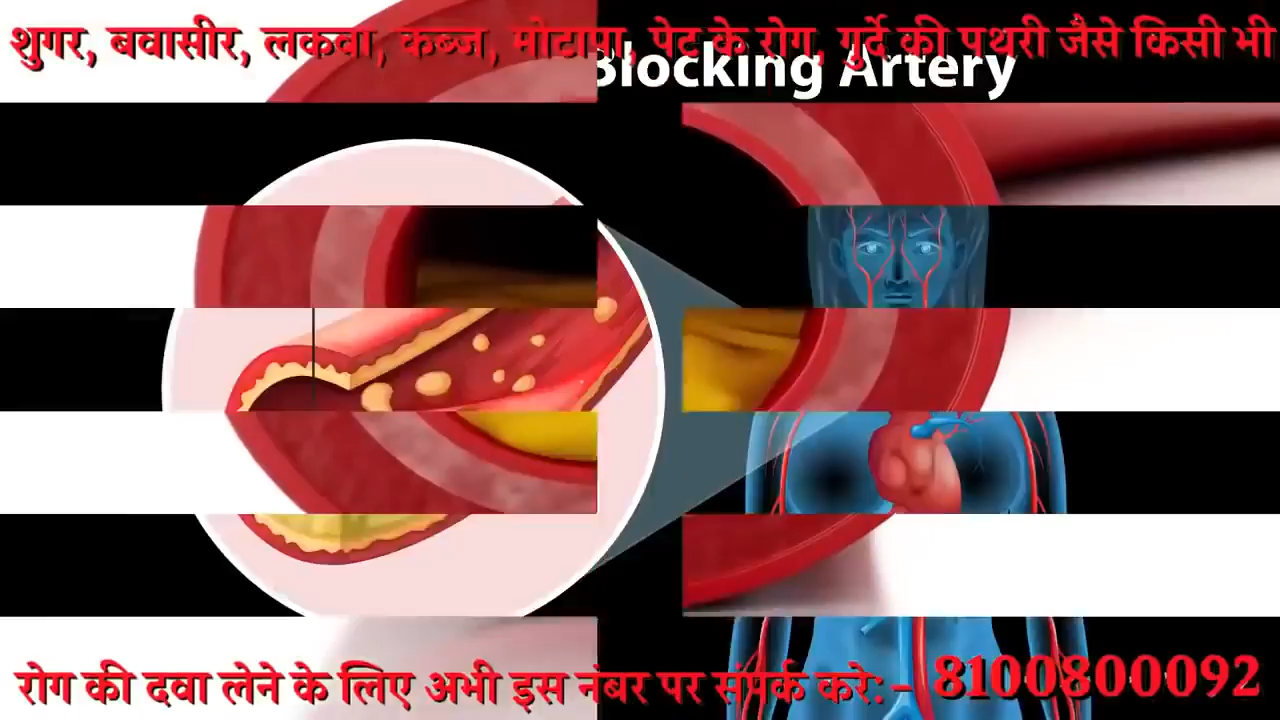 शुगर, बवासीर, लकवा, कब्ज, मोटापा, पेट के रोग, गुर्दे की पथरी जैसे किसी भी
Blocking Artery
रोग की दवा लेने के लिए अभी इस नंबर पर संपर्क करे:- 8100800092